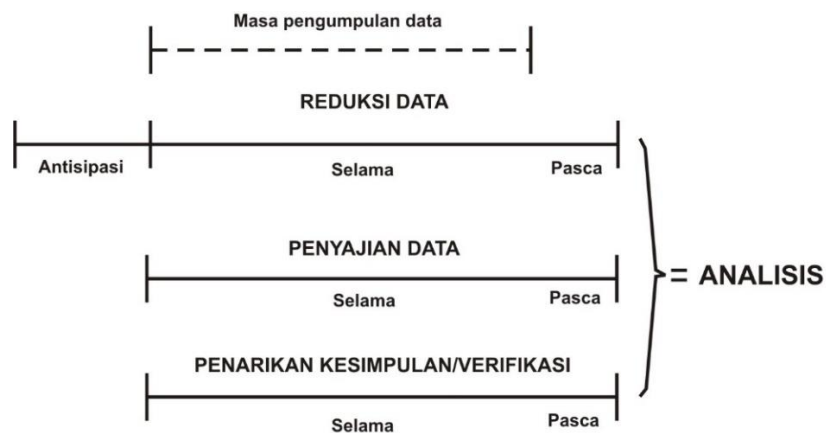 Masa pengumpulan data
REDUKSI DATA
Antisipasi
Selama
Pasca
PENYAJIAN DATA
Selama
Pasca
= ANALISIS
PENARIKAN KESIMPULAN/VERIFIKASI
Selama
Pasca